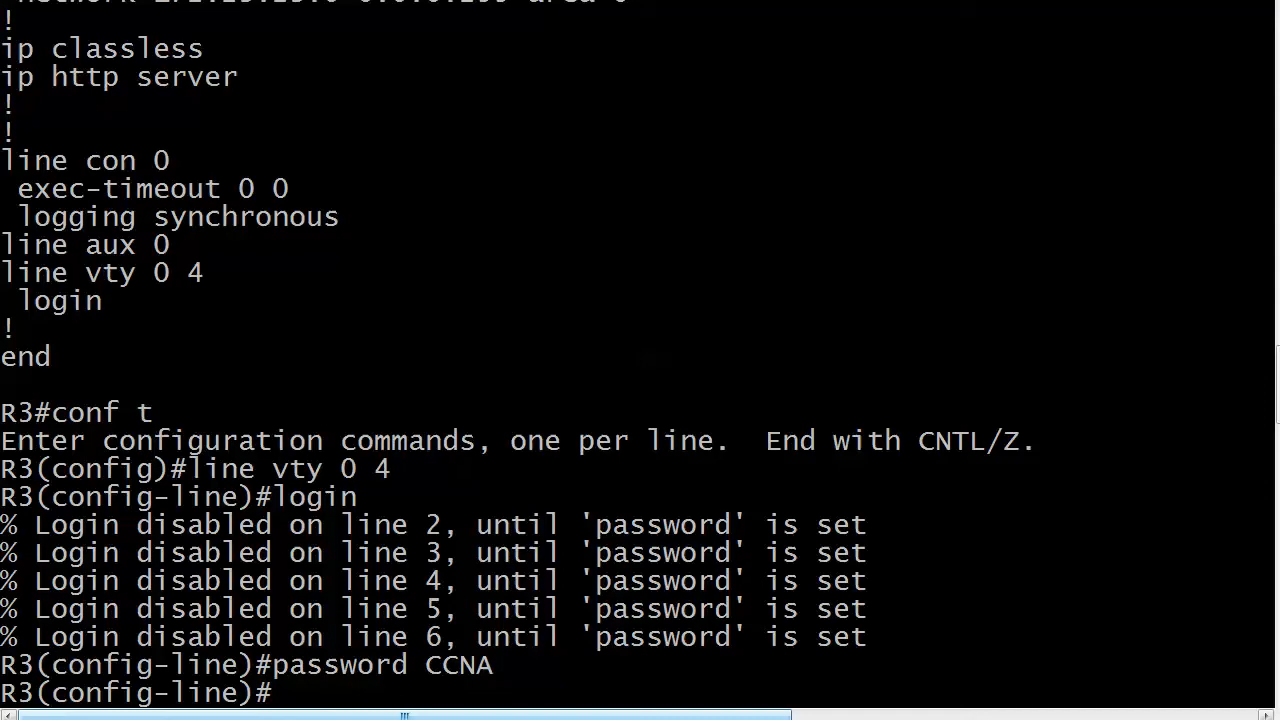 !
ip classless
ip http server
!
!
line con 0
 exec-timeout 0 0
 logging synchronous
line aux 0
line vty 0 4
 login
!
end
R3#conf t
Enter configuration commands, one per line.  End with CNTL/Z.
R3(config)#line vty 0 4
R3(config-line)#login
% Login disabled on line 2, until 'password' is set
% Login disabled on line 3, until 'password' is set
% Login disabled on line 4, until 'password' is set
% Login disabled on line 5, until 'password' is set
% Login disabled on line 6, until 'password' is set
R3(config-line)#password CCNA
R3(config-line)#